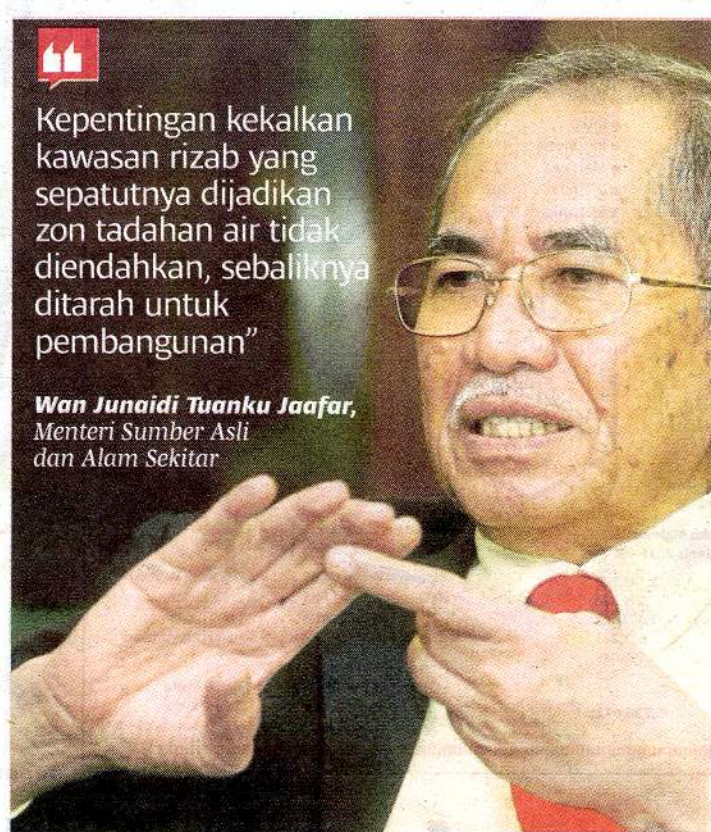 Kepentingan kekalkan
kawasan rizab yang
sepatutnya dijadikan
zon tadahan air tidak
diendahkan, sebaliknya
ditarah untuk
pembangunan”
Wan Junaidi Tuanku Jaafar,
Menteri Sumber Asli
dan Alam Sekitar